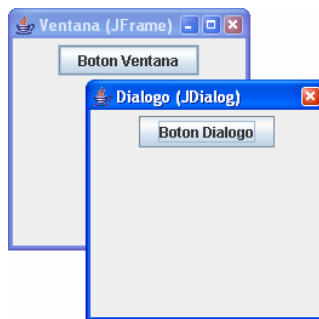 Ventana (JFrame)
Boton Ventana
Dialogo (JDialog)
Boton Dialogo